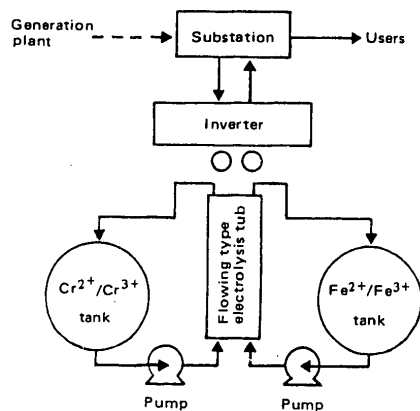 Generation
plant
Substation
Users
Inverter
Flowing type
electrolysis tub
Cr²⁺/Cr³⁺
tank
Fe²⁺/Fe³⁺
tank
Pump
Pump